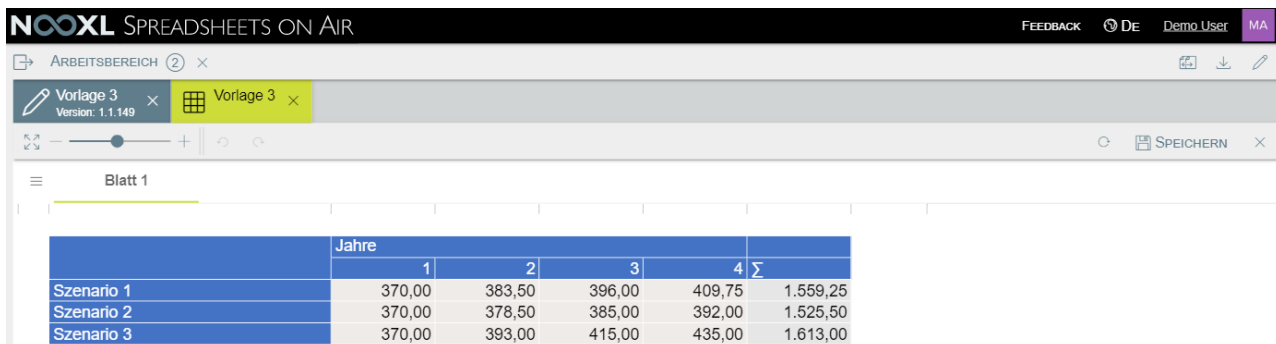 NOOXL SPREADSHEETS ON AIR FEEDBACK DE Demo User MA
ARBEITSBEREICH 2
Vorlage 3 Vorlage 3
Version: 1.1.149
SPEICHERN
Blatt 1
Jahre
1 2 3 4 ∑
Szenario 1 370,00 383,50 396,00 409,75 1.559,25
Szenario 2 370,00 378,50 385,00 392,00 1.525,50
Szenario 3 370,00 393,00 415,00 435,00 1.613,00